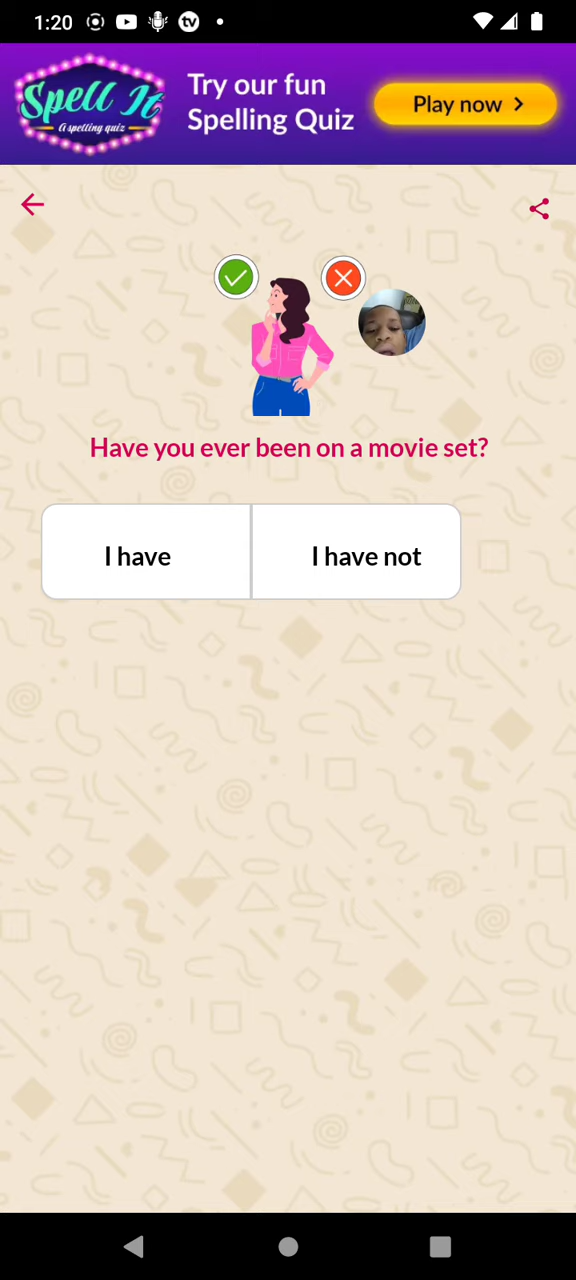 1:20
tv
Spell It
A spelling quiz
Try our fun
Spelling Quiz
Play now
Have you ever been on a movie set?
I have
I have not